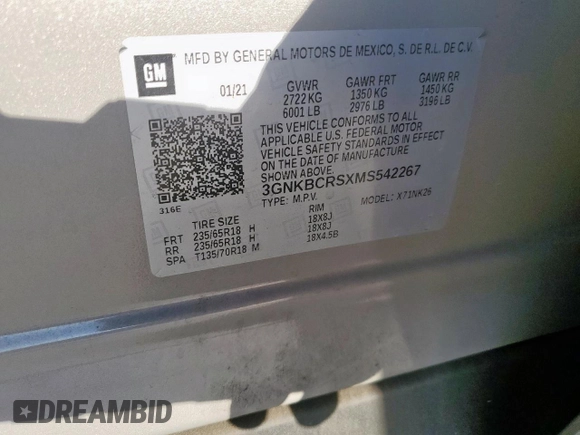 GM
MFD BY GENERAL MOTORS DE MEXICO, S. DE R.L. DE C.V.
01/21 GVWR GAWR FRT GAWR RR
2722 KG 1350 KG 1450 KG
6001 LB 2976 LB 3196 LB
THIS VEHICLE CONFORMS TO ALL
APPLICABLE U.S. FEDERAL MOTOR
VEHICLE SAFETY STANDARDS IN EFFECT
ON THE DATE OF MANUFACTURE
SHOWN ABOVE.
3GNKBCRSXMS542267
316E
TYPE: M.P.V. MODEL: X71NK26
TIRE SIZE RIM
FRT 235/65R18 H 18X8J
RR 235/65R18 H 18X8J
SPA T135/70R18 M 18X4.5B
DREAMBID